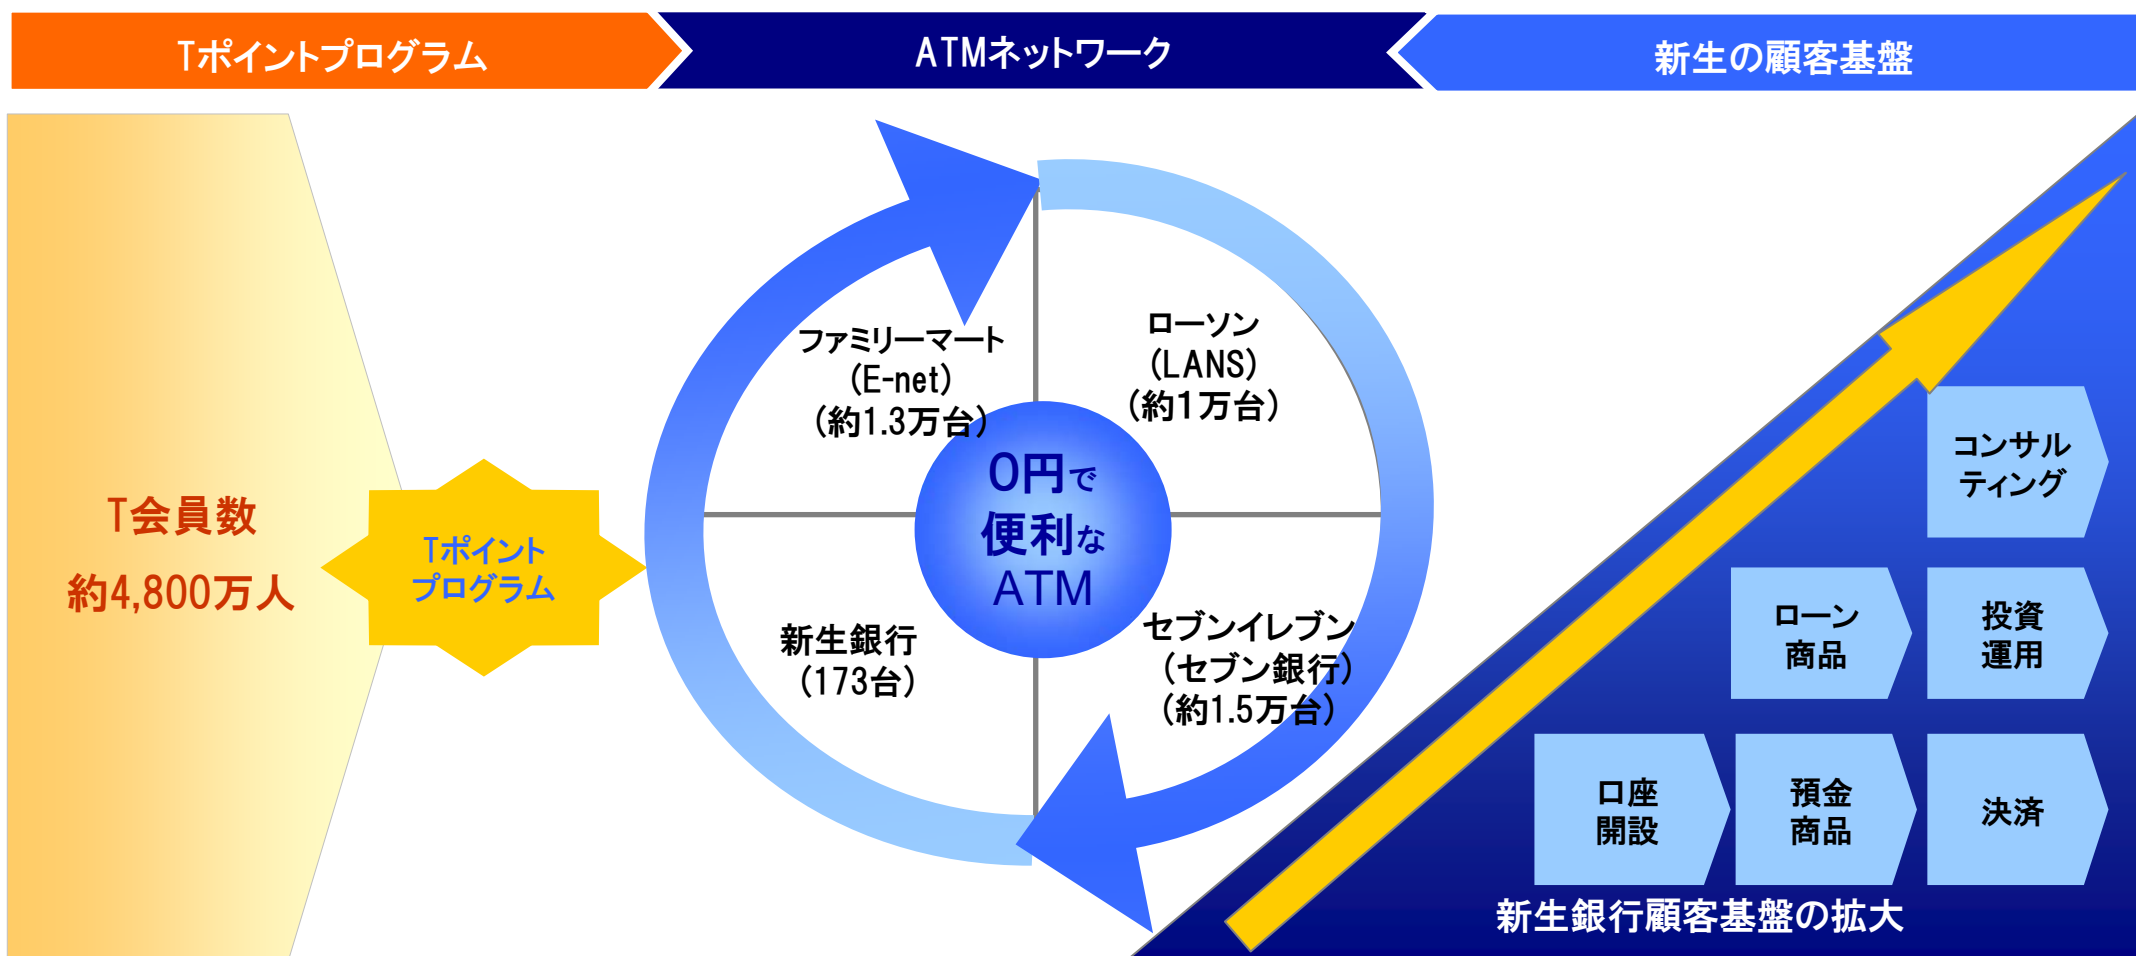 Tポイントプログラム
ATMネットワーク
新生の顧客基盤
T会員数
約4,800万人
Tポイント
プログラム
ファミリーマート
(E-net)
(約1.3万台)
ローソン
(LANS)
(約1万台)
0円で
便利な
ATM
新生銀行
(173台)
セブンイレブン
(セブン銀行)
(約1.5万台)
コンサル
ティング
ローン
商品
投資
運用
口座
開設
預金
商品
決済
新生銀行顧客基盤の拡大